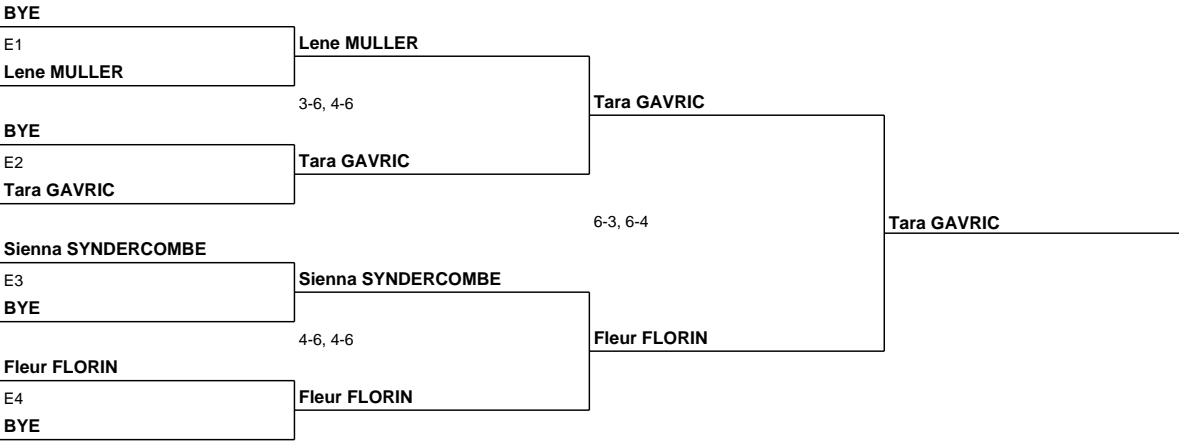 BYE
E1
Lene MULLER
Lene MULLER
3-6, 4-6
Tara GAVRIC
BYE
E2
Tara GAVRIC
Tara GAVRIC
6-3, 6-4
Tara GAVRIC
Sienna SYNDERCOMBE
E3
Sienna SYNDERCOMBE
BYE
4-6, 4-6
Fleur FLORIN
Fleur FLORIN
E4
Fleur FLORIN
BYE